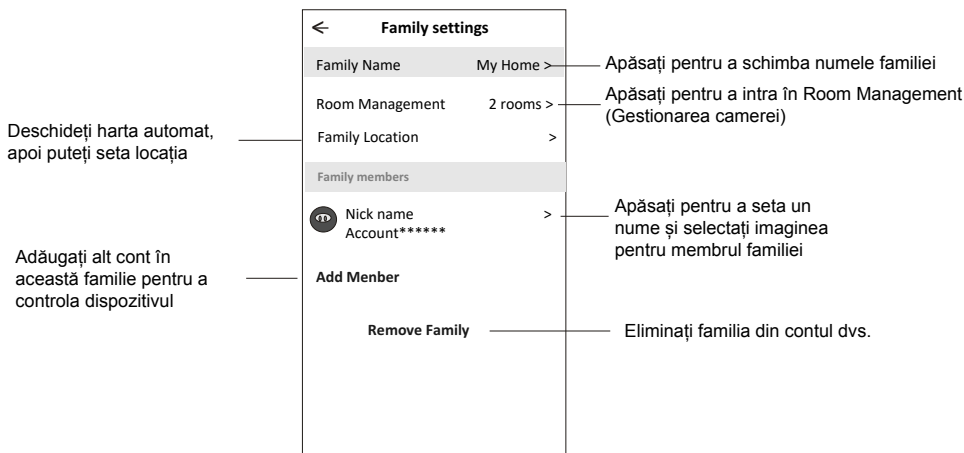 ← Family settings
Family Name My Home >
Apăsați pentru a schimba numele familiei
Room Management 2 rooms >
Apăsați pentru a intra în Room Management
(Gestionarea camerei)
Deschideți harta automat,
apoi puteți seta locația
Family Location >
Family members
Nick name >
Account******
Apăsați pentru a seta un
nume și selectați imaginea
pentru membrul familiei
Adăugați alt cont în
această familie pentru a
controla dispozitivul
Add Menber
Remove Family
Eliminați familia din contul dvs.